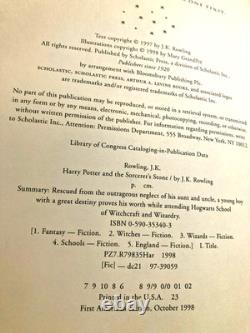 ONE FIRST.
Text copyright © 1997 by J.K. Rowling
Illustrations copyright © 1998 by Mary GrandPré
All rights reserved. Published by Scholastic Press, a division of Scholastic Inc.,
Publishers since 1920
by arrangement with Bloomsbury Publishing Plc.
SCHOLASTIC, SCHOLASTIC PRESS, ARTHUR A. LEVINE BOOKS, and associated logos
are trademarks and/or registered trademarks of Scholastic Inc.
No part of this publication may be reproduced, or stored in a retrieval system, or transmitted
in any form or by any means, electronic, mechanical, photocopying, recording, or otherwise,
without written permission of the publisher. For information regarding permissions, write
to Scholastic Inc., Attention: Permissions Department, 555 Broadway, New York, NY 10012.
Library of Congress Cataloging-in-Publication Data
Rowling, J.K.
Harry Potter and the Sorcerer's Stone / by J.K. Rowling
p. cm.
Summary: Rescued from the outrageous neglect of his aunt and uncle, a young boy
with a great destiny proves his worth while attending Hogwarts School
of Witchcraft and Wizardry.
ISBN 0-590-35340-3
[1. Fantasy — Fiction. 2. Witches — Fiction. 3. Wizards — Fiction.
4. Schools — Fiction. 5. England — Fiction.] I. Title.
PZ7.R79835Har 1998
[Fic] — dc21 97-39059
7 9 10 8 6 8/9 9/0 0/01 02
Printed in the U.S.A. 23
First American edition, October 1998